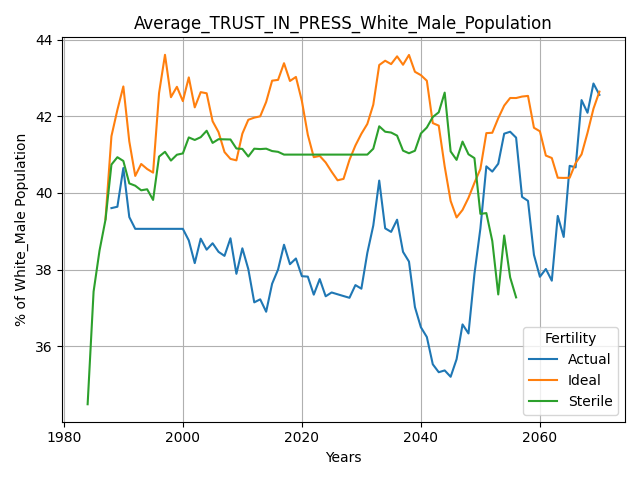 Average_TRUST_IN_PRESS_White_Male_Population
% of White_Male Population
44
42
40
38
36
1980
2000
2020
2040
2060
Years
Fertility
Actual
Ideal
Sterile